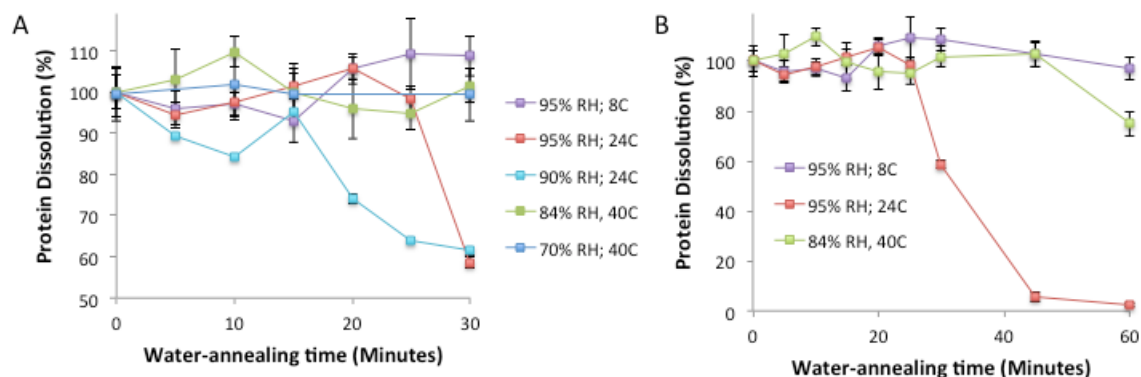 A
Protein Dissolution (%)
110
100
90
80
70
60
50
0
10
20
30
Water-annealing time (Minutes)
95% RH; 8C
95% RH; 24C
90% RH; 24C
84% RH, 40C
70% RH; 40C
B
Protein Dissolution (%)
100
80
60
40
20
0
0
20
40
60
Water-annealing time (Minutes)
95% RH; 8C
95% RH; 24C
84% RH, 40C